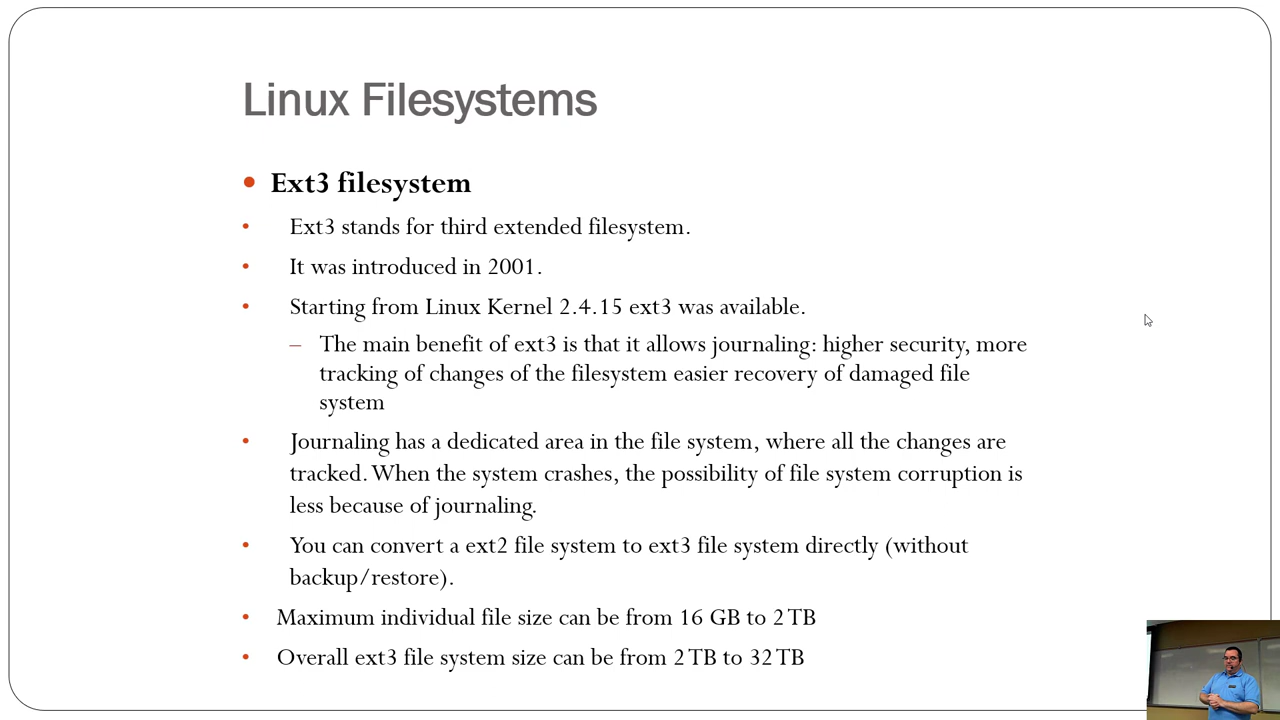 Linux Filesystems
• Ext3 filesystem
• Ext3 stands for third extended filesystem.
• It was introduced in 2001.
• Starting from Linux Kernel 2.4.15 ext3 was available.
– The main benefit of ext3 is that it allows journaling: higher security, more
tracking of changes of the filesystem easier recovery of damaged file
system
• Journaling has a dedicated area in the file system, where all the changes are
tracked. When the system crashes, the possibility of file system corruption is
less because of journaling.
• You can convert a ext2 file system to ext3 file system directly (without
backup/restore).
• Maximum individual file size can be from 16 GB to 2 TB
• Overall ext3 file system size can be from 2 TB to 32 TB